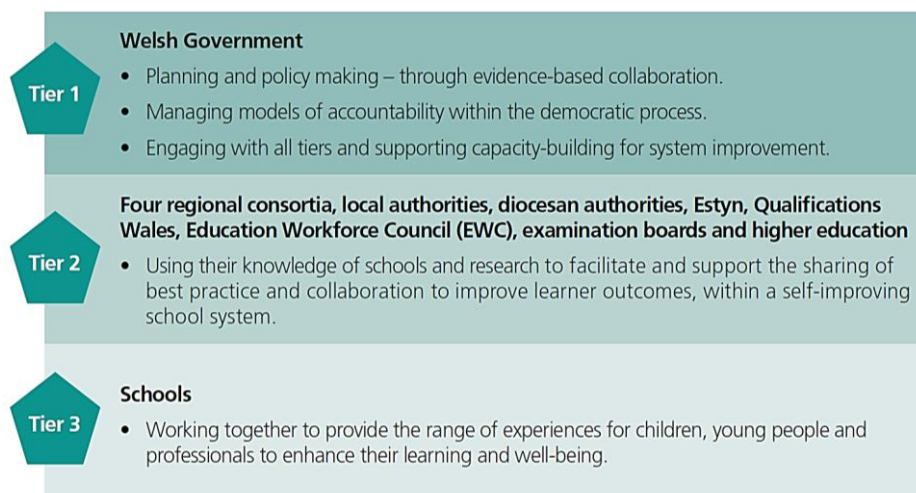 Tier 1
Welsh Government
• Planning and policy making – through evidence-based collaboration.
• Managing models of accountability within the democratic process.
• Engaging with all tiers and supporting capacity-building for system improvement.
Tier 2
Four regional consortia, local authorities, diocesan authorities, Estyn, Qualifications
Wales, Education Workforce Council (EWC), examination boards and higher education
• Using their knowledge of schools and research to facilitate and support the sharing of
best practice and collaboration to improve learner outcomes, within a self-improving
school system.
Tier 3
Schools
• Working together to provide the range of experiences for children, young people and
professionals to enhance their learning and well-being.